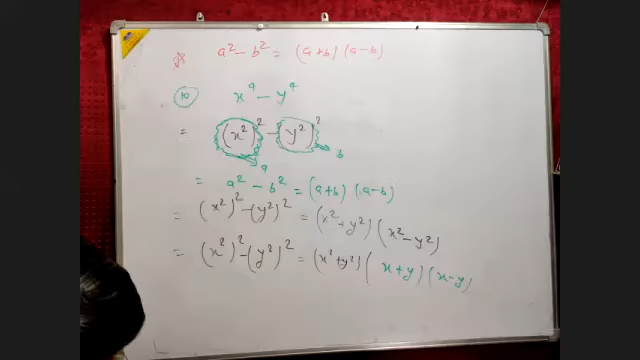 ※ a² - b² = (a+b) (a-b)
(10) x⁴ - y⁴
= (x²)² - (y²)²
a b
= a² - b² = (a+b) (a-b)
= (x²)² - (y²)² = (x² + y²) (x² - y²)
= (x²)² - (y²)² = (x² + y²) (x + y) (x - y)